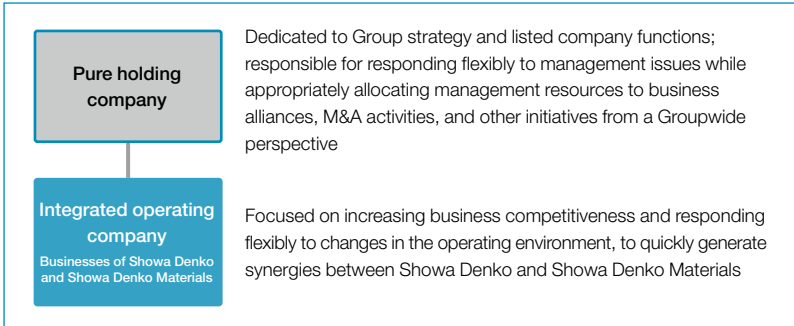 Pure holding
company
Dedicated to Group strategy and listed company functions;
responsible for responding flexibly to management issues while
appropriately allocating management resources to business
alliances, M&A activities, and other initiatives from a Groupwide
perspective
Integrated operating
company
Businesses of Showa Denko
and Showa Denko Materials
Focused on increasing business competitiveness and responding
flexibly to changes in the operating environment, to quickly generate
synergies between Showa Denko and Showa Denko Materials